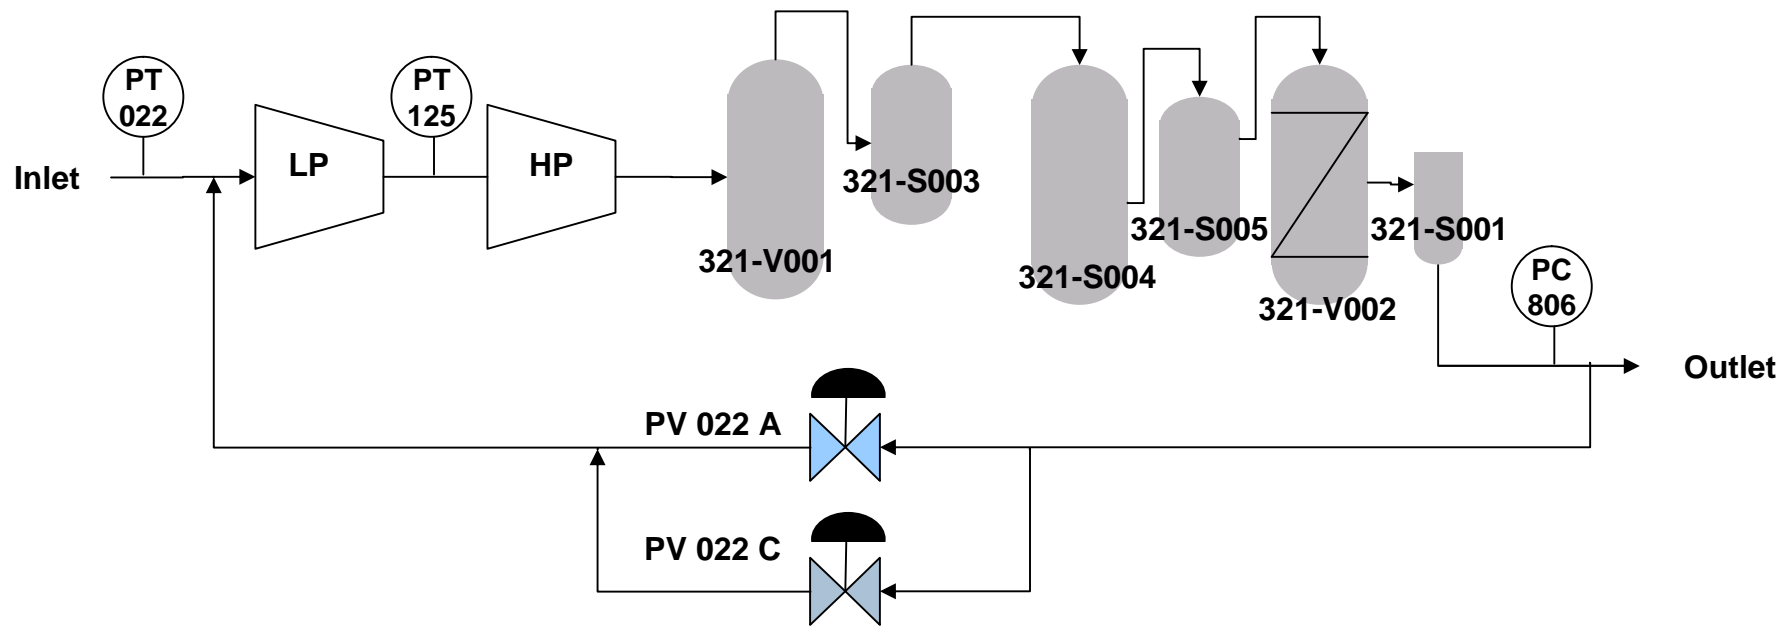 PT
022
PT
125
Inlet
LP
HP
321-V001
321-S003
321-S004
321-S005
321-V002
321-S001
PC
806
Outlet
PV 022 A
PV 022 C